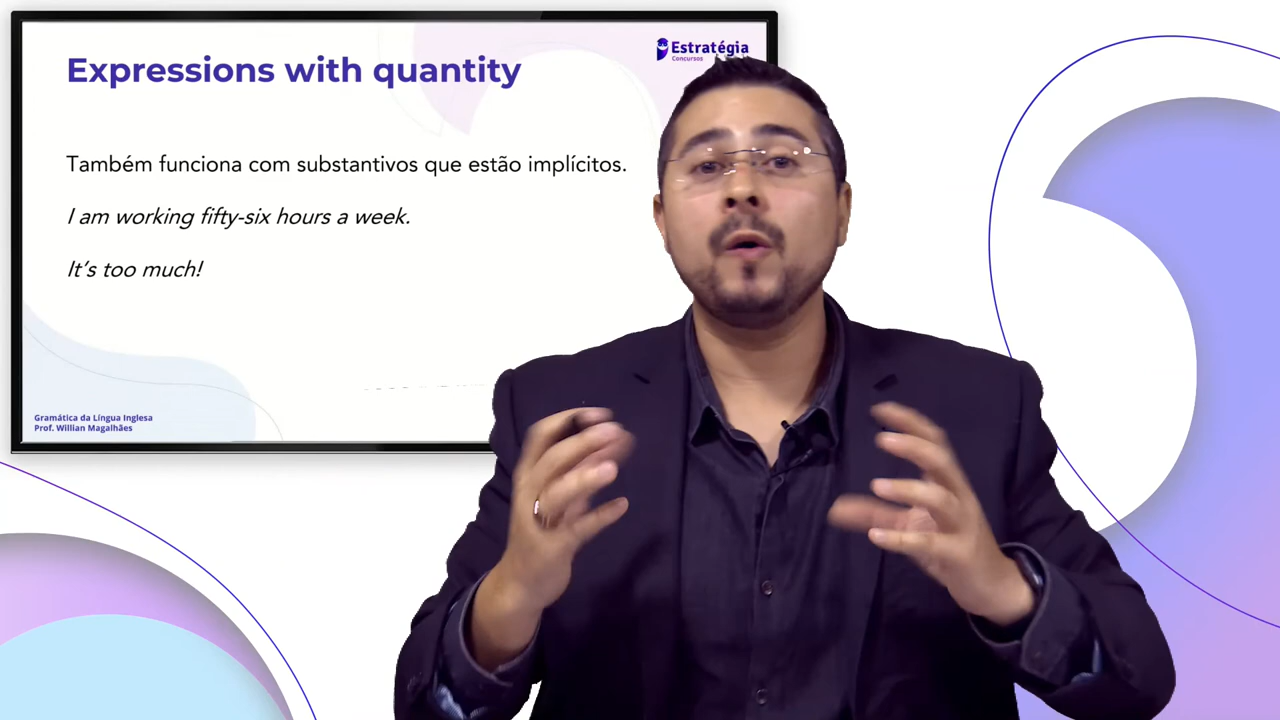 Estratégia
Concursos
Expressions with quantity
Também funciona com substantivos que estão implícitos.
I am working fifty-six hours a week.
It's too much!
Gramática da Língua Inglesa
Prof. Willian Magalhães